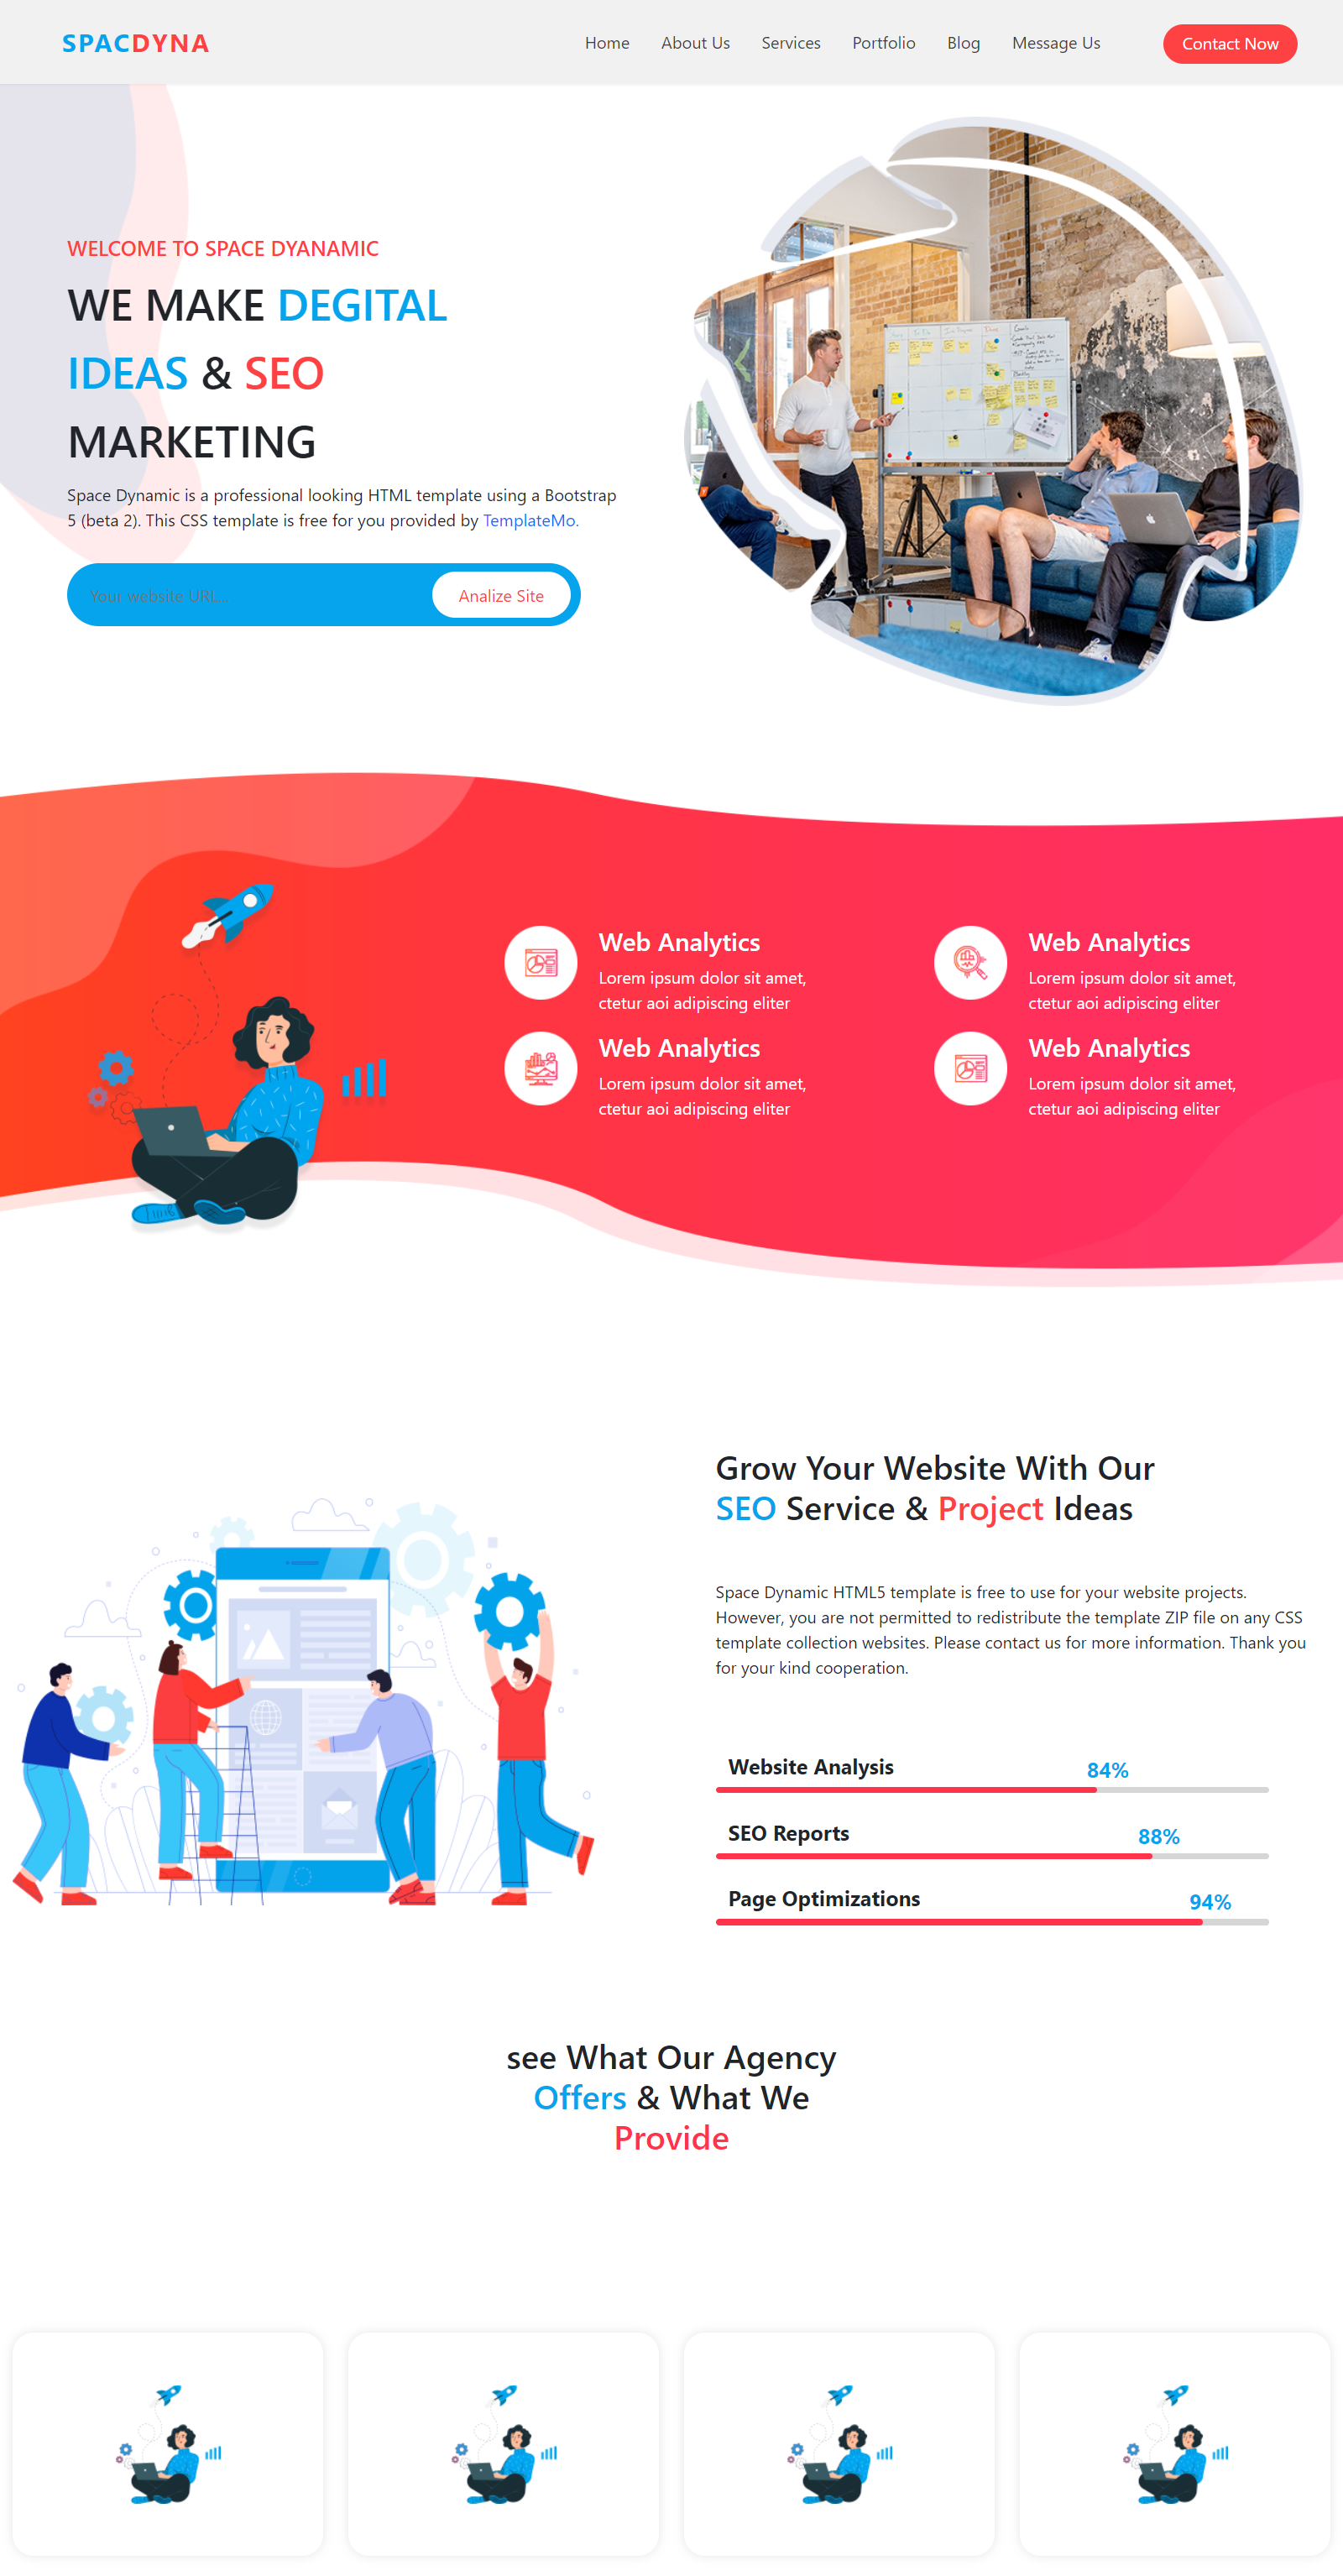 SPACDYNA
Home About Us Services Portfolio Blog Message Us Contact Now
WELCOME TO SPACE DYANAMIC
WE MAKE DEGITAL
IDEAS & SEO
MARKETING
Space Dynamic is a professional looking HTML template using a Bootstrap
5 (beta 2). This CSS template is free for you provided by TemplateMo.
Your website URL...
Analize Site
Web Analytics
Lorem ipsum dolor sit amet,
ctetur aoi adipiscing eliter
Web Analytics
Lorem ipsum dolor sit amet,
ctetur aoi adipiscing eliter
Web Analytics
Lorem ipsum dolor sit amet,
ctetur aoi adipiscing eliter
Web Analytics
Lorem ipsum dolor sit amet,
ctetur aoi adipiscing eliter
Grow Your Website With Our
SEO Service & Project Ideas
Space Dynamic HTML5 template is free to use for your website projects.
However, you are not permitted to redistribute the template ZIP file on any CSS
template collection websites. Please contact us for more information. Thank you
for your kind cooperation.
Website Analysis 84%
SEO Reports 88%
Page Optimizations 94%
see What Our Agency
Offers & What We
Provide